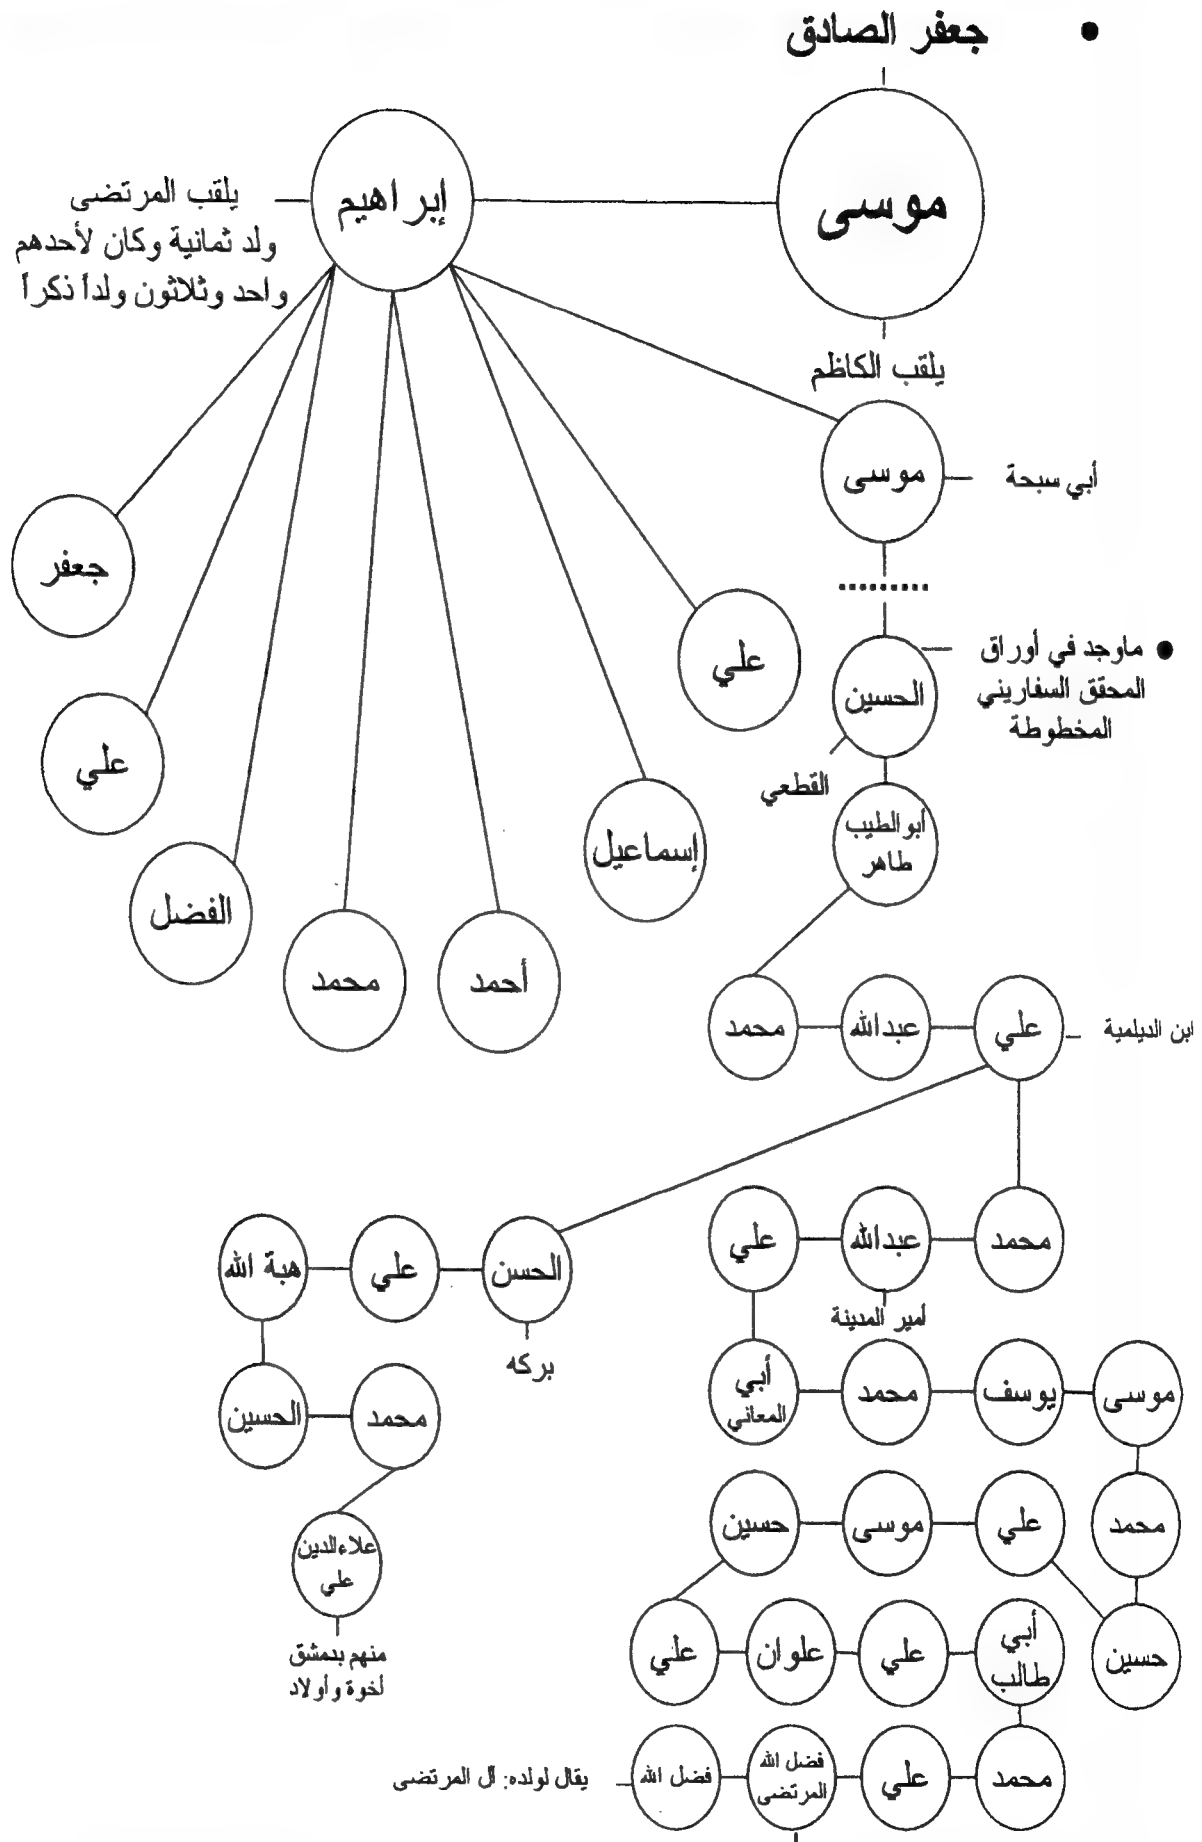 • جعفر الصادق
موسى
إبراهيم
يلقب المرتضى
ولد ثمانية وكان لأحدهم
واحد وثلاثون ولداً ذكراً
يلقب الكاظم
موسى
أبي سبحة
جعفر
علي
الفضل
محمد
أحمد
إسماعيل
علي
• ماوجد في أوراق
المحقق السفاريني
المخطوطة
الحسين
القطعي
أبو الطيب
طاهر
ابن الديلمية
علي
عبدالله
محمد
محمد
عبدالله
علي
أمير المدينة
الحسن
علي
هبة الله
بركه
موسى
يوسف
محمد
أبي
المعاني
محمد
الحسين
محمد
علي
موسى
حسين
علاءالدين
علي
منهم بدمشق
أخوة وأولاد
حسين
أبي
طالب
علي
علوان
علي
محمد
علي
فضل الله
المرتضى
فضل الله
يقال لولده: آل المرتضى